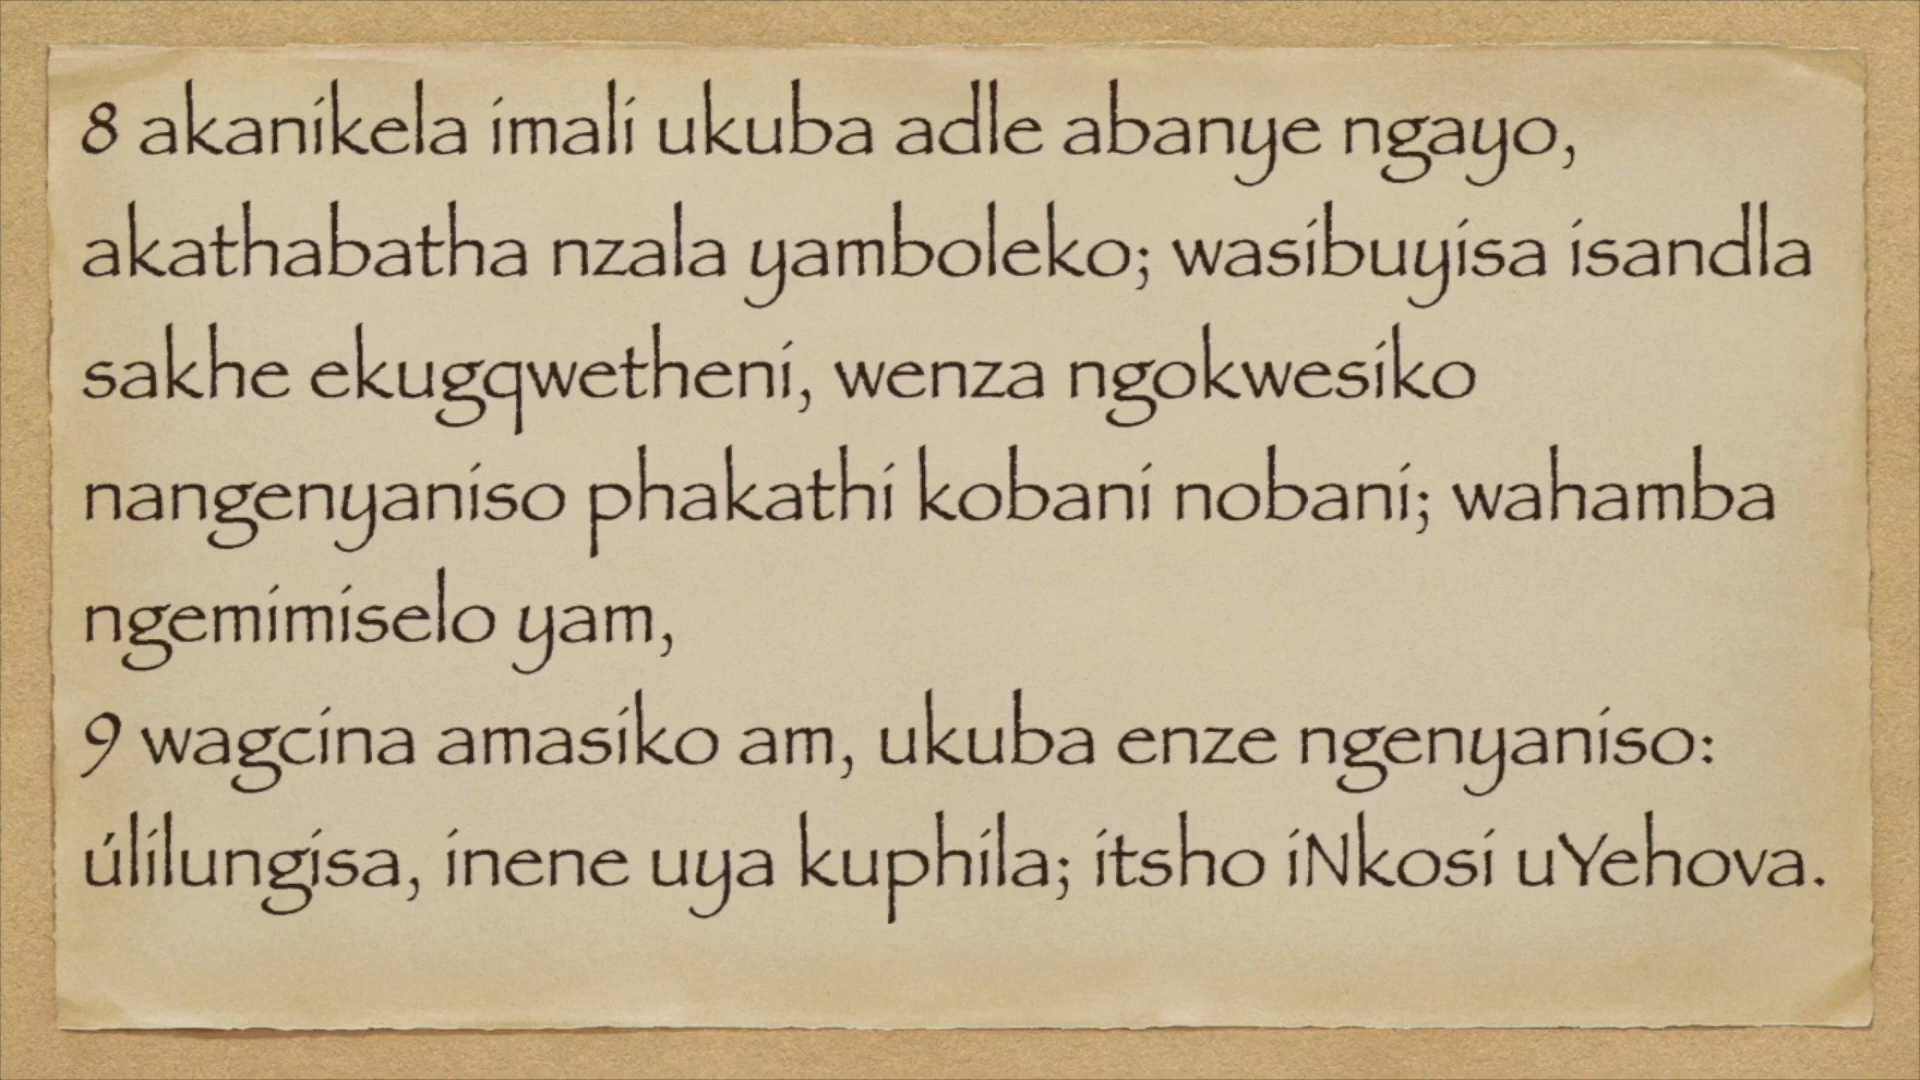 8 akanikela imali ukuba adle abanye ngayo,
akathabatha nzala yamboleko; wasibuyisa isandla
sakhe ekugqwetheni, wenza ngokwesiko
nangenyaniso phakathi kobani nobani; wahamba
ngemimiselo yam,
9 wagcina amasiko am, ukuba enze ngenyaniso:
úlilungisa, inene uya kuphila; itsho iNkosi uYehova.